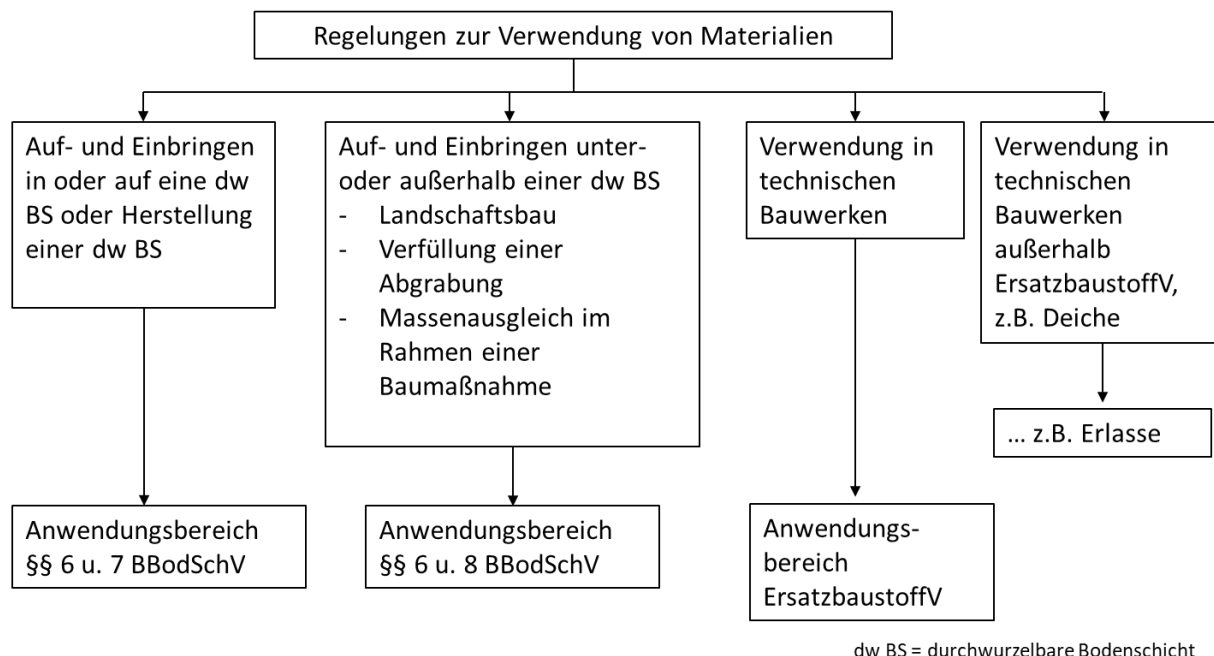 Regelungen zur Verwendung von Materialien
Auf- und Einbringen
in oder auf eine dw
BS oder Herstellung
einer dw BS
Auf- und Einbringen unter-
oder außerhalb einer dw BS
- Landschaftsbau
- Verfüllung einer
Abgrabung
- Massenausgleich im
Rahmen einer
Baumaßnahme
Verwendung in
technischen
Bauwerken
Verwendung in
technischen
Bauwerken
außerhalb
ErsatzbaustoffV,
z.B. Deiche
... z.B. Erlasse
Anwendungsbereich
§§ 6 u. 7 BBodSchV
Anwendungsbereich
§§ 6 u. 8 BBodSchV
Anwendungs-
bereich
ErsatzbaustoffV
dw BS = durchwurzelbare Bodenschicht